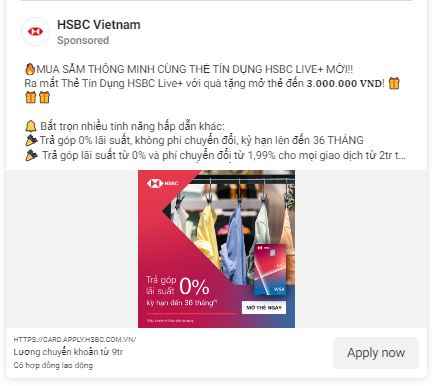 HSBC Vietnam
Sponsored
🔥MUA SẮM THÔNG MINH CÙNG THẺ TÍN DỤNG HSBC LIVE+ MỚI!!
Ra mắt Thẻ Tín Dụng HSBC Live+ với quà tặng mở thẻ đến 3.000.000 VND! 🎁
🎁🎁
🔔 Bắt trọn nhiều tính năng hấp dẫn khác:
🎉Trả góp 0% lãi suất, không phí chuyển đổi, kỳ hạn lên đến 36 THÁNG
🎉 Trả góp lãi suất từ 0% và phí chuyển đổi từ 1,99% cho mọi giao dịch từ 2tr t...
HSBC
Trả góp
lãi suất 0%
kỳ hạn đến 36 tháng(*)
MỞ THẺ NGAY
VISA
HTTPS://CARD.APPLY.HSBC.COM.VN/
Lương chuyển khoản từ 9tr
Có hợp đồng lao động
Apply now